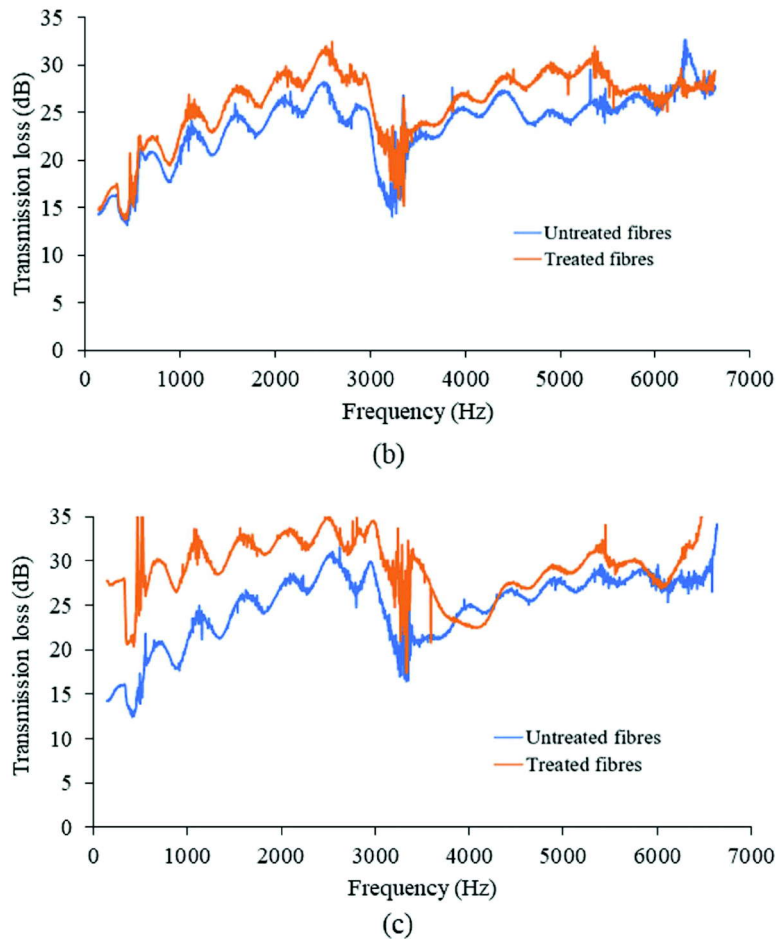 35
30
25
20
15
10
5
0
Transmission loss (dB)
Untreated fibres
Treated fibres
0 1000 2000 3000 4000 5000 6000 7000
Frequency (Hz)
(b)
35
30
25
20
15
10
5
0
Transmission loss (dB)
Untreated fibres
Treated fibres
0 1000 2000 3000 4000 5000 6000 7000
Frequency (Hz)
(c)